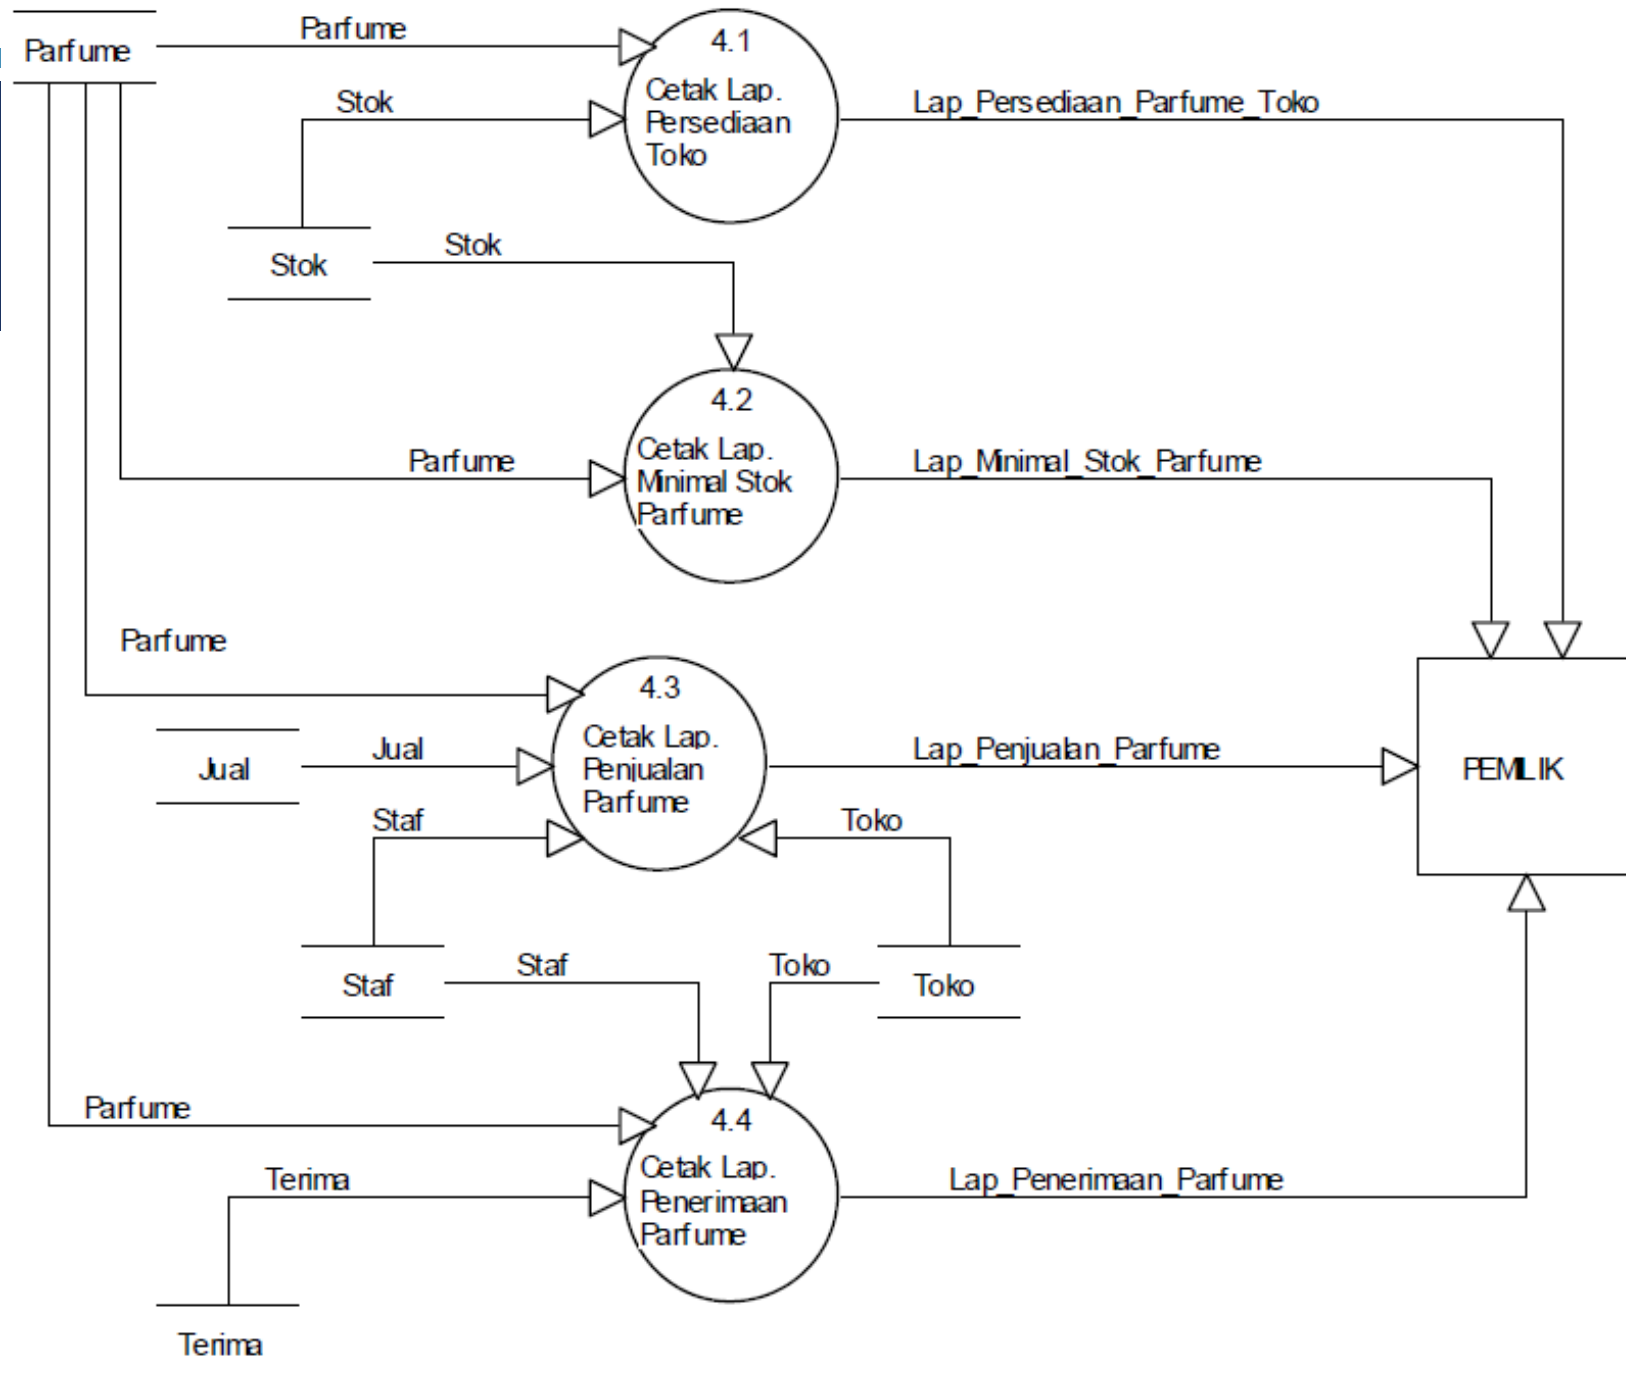 Parfume
Parfume
4.1
Cetak Lap.
Persediaan
Toko
Stok
Lap_Persediaan_Parfume_Toko
Stok
Stok
4.2
Cetak Lap.
Minimal Stok
Parfume
Parfume
Lap_Minimal_Stok_Parfume
Parfume
4.3
Cetak Lap.
Penjualan
Parfume
Jual
Jual
Lap_Penjualan_Parfume
PEMILIK
Staf
Toko
Staf
Staf
Toko
Toko
Parfume
4.4
Cetak Lap.
Penerimaan
Parfume
Terima
Lap_Penerimaan_Parfume
Terima